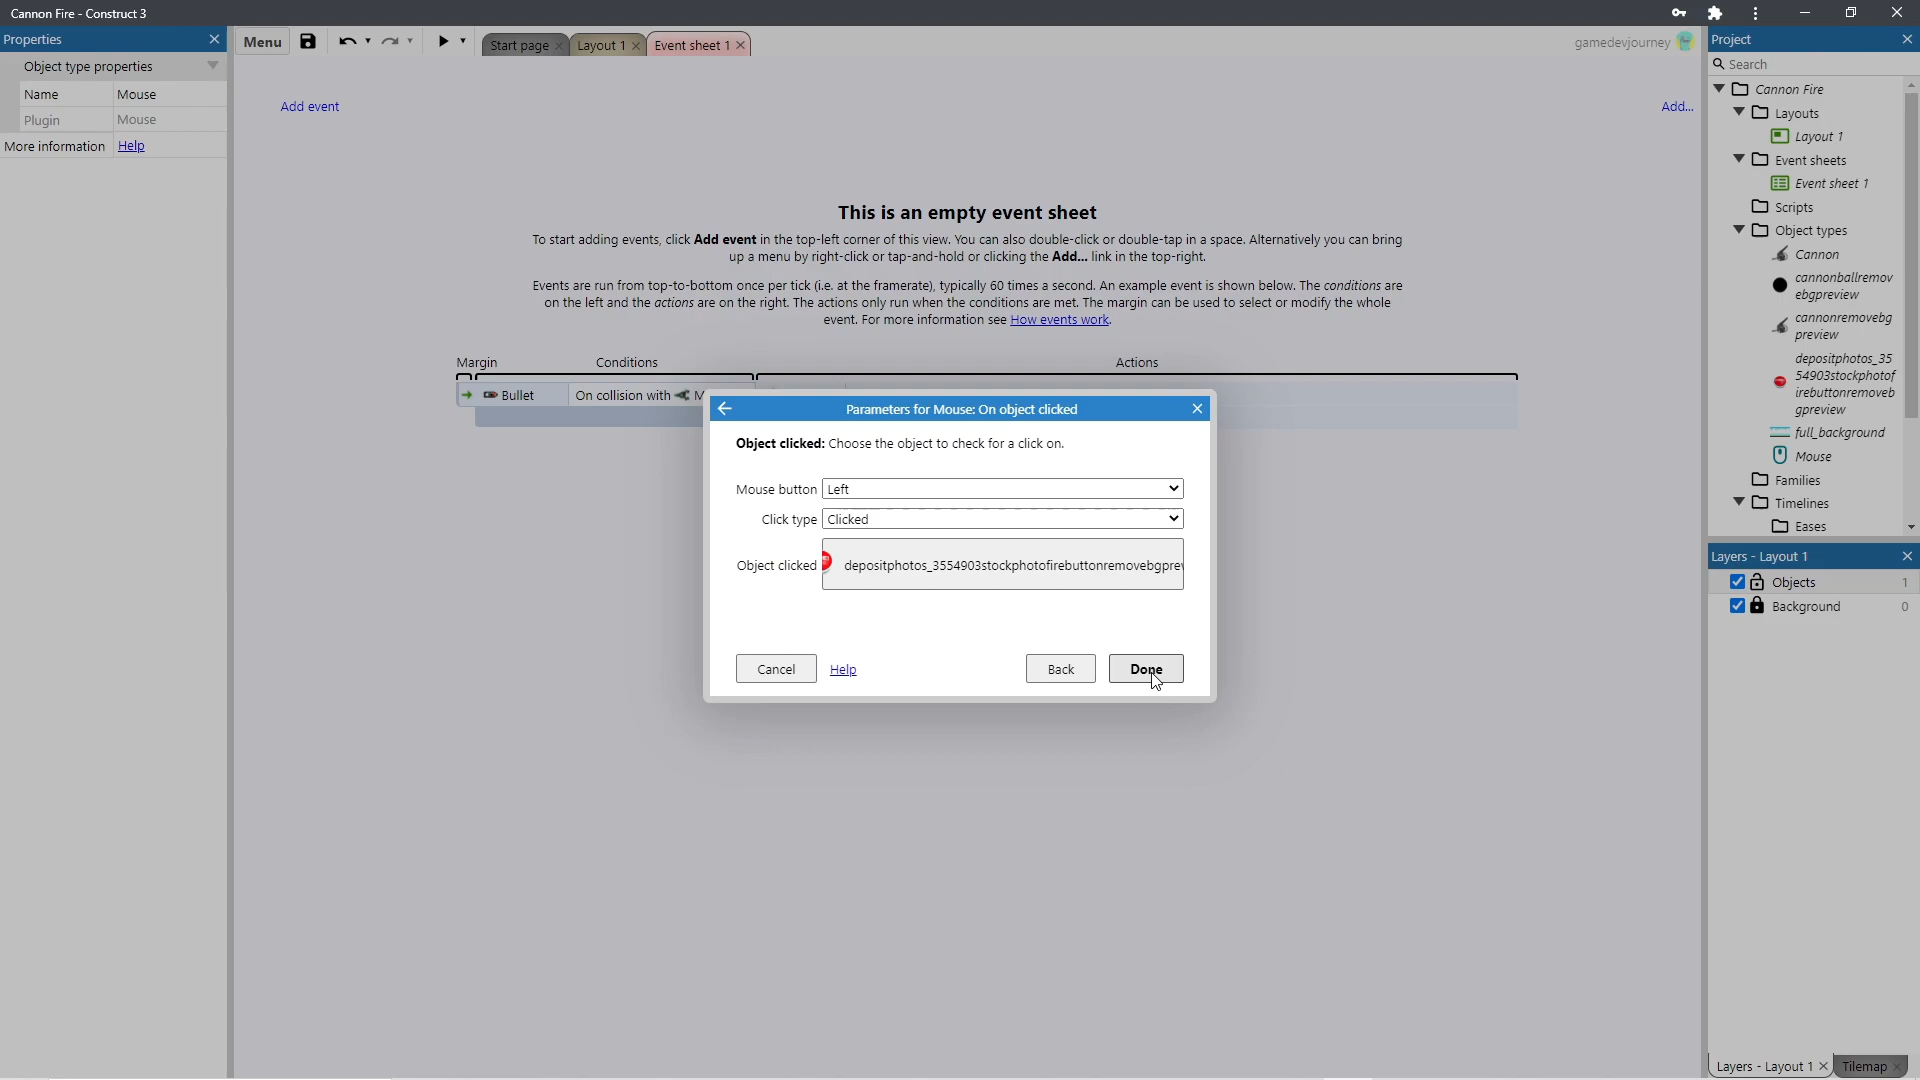 Cannon Fire - Construct 3
Properties
Object type properties
Name Mouse
Plugin Mouse
More information Help
Menu
Start page
Layout 1
Event sheet 1
gamedevjourney
Add event
Add...
This is an empty event sheet
To start adding events, click Add event in the top-left corner of this view. You can also double-click or double-tap in a space. Alternatively you can bring
up a menu by right-click or tap-and-hold or clicking the Add... link in the top-right.
Events are run from top-to-bottom once per tick (i.e. at the framerate), typically 60 times a second. An example event is shown below. The conditions are
on the left and the actions are on the right. The actions only run when the conditions are met. The margin can be used to select or modify the whole
event. For more information see How events work.
Margin Conditions Actions
Bullet On collision with M
Parameters for Mouse: On object clicked
Object clicked: Choose the object to check for a click on.
Mouse button Left
Click type Clicked
Object clicked depositphotos_3554903stockphotofirebuttonremovebgprev
Cancel Help Back Done
Project
Search
Cannon Fire
Layouts
Layout 1
Event sheets
Event sheet 1
Scripts
Object types
Cannon
cannonballremov
ebgpreview
cannonremovebg
preview
depositphotos_35
54903stockphotof
irebuttonremoveb
gpreview
full_background
Mouse
Families
Timelines
Eases
Layers - Layout 1
Objects 1
Background 0
Layers - Layout 1
Tilemap